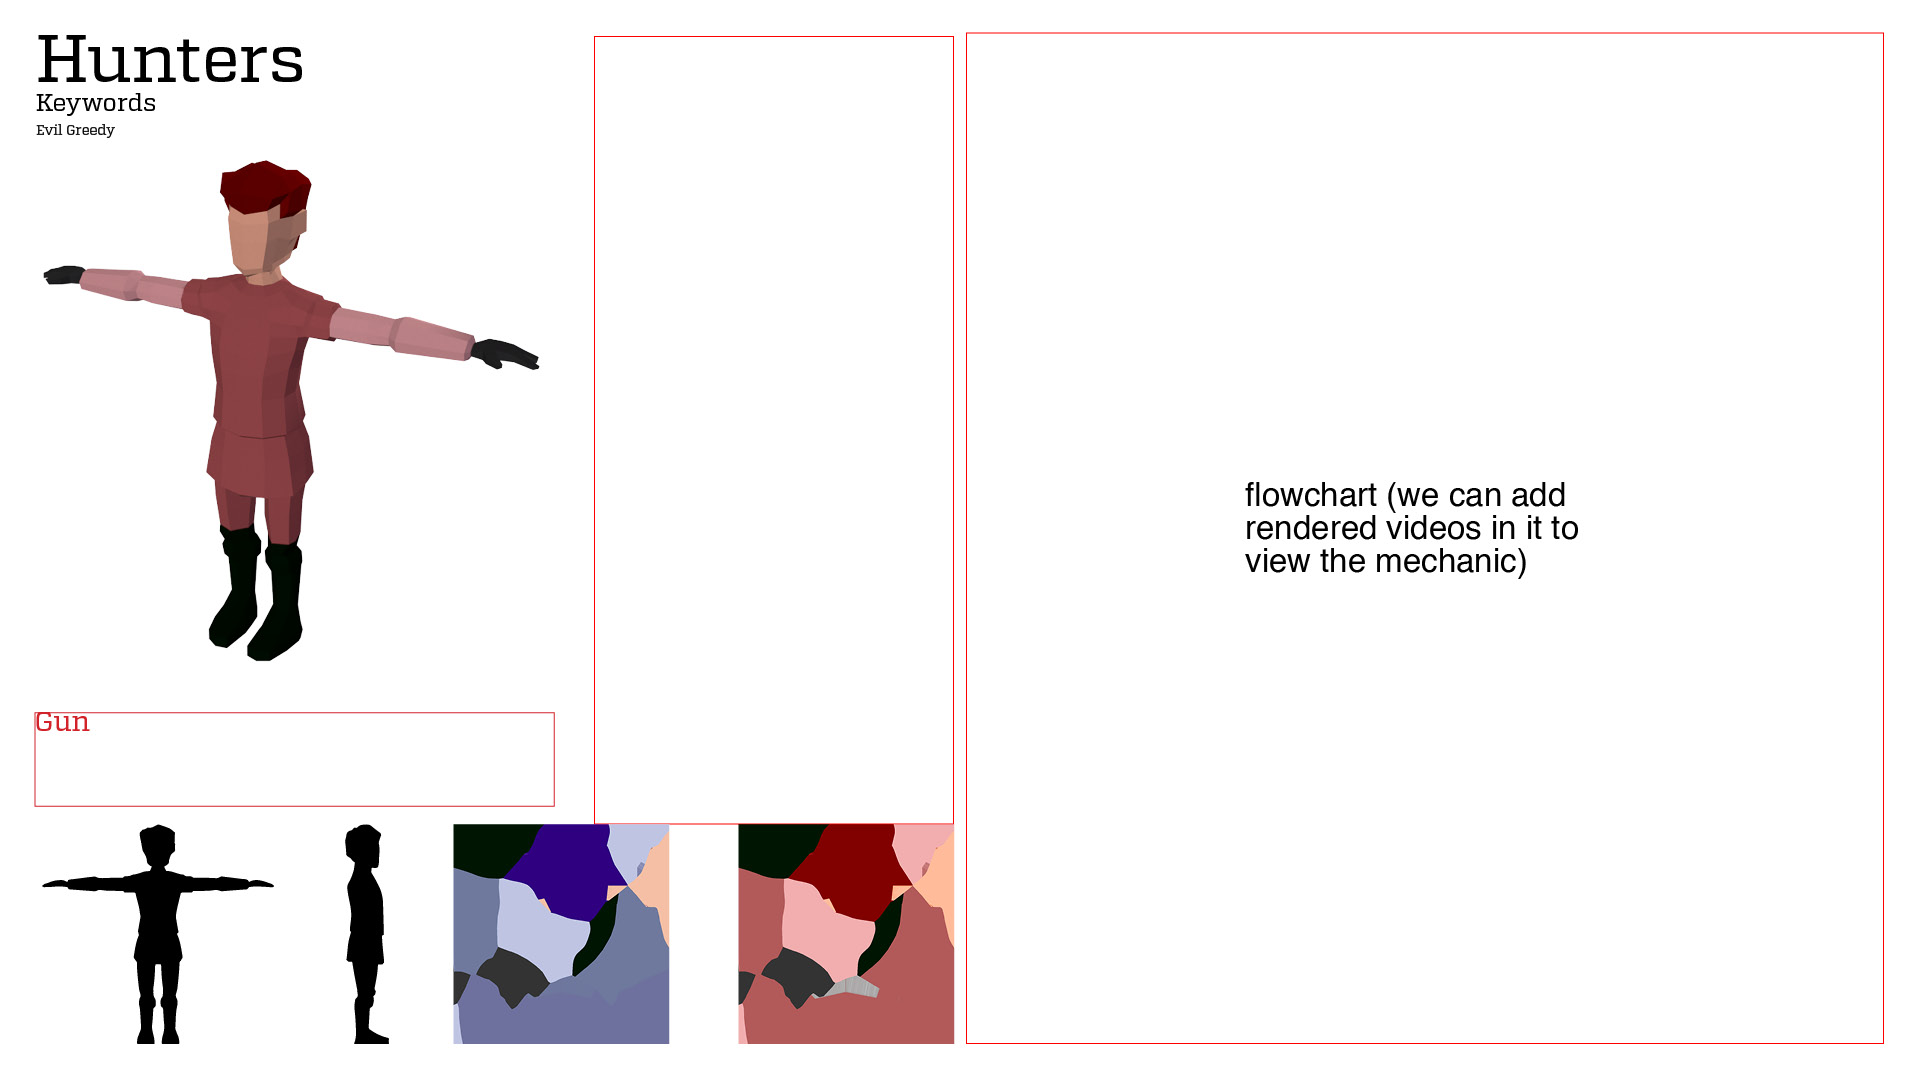 Hunters
Keywords
Evil Greedy
Gun
flowchart (we can add
rendered videos in it to
view the mechanic)